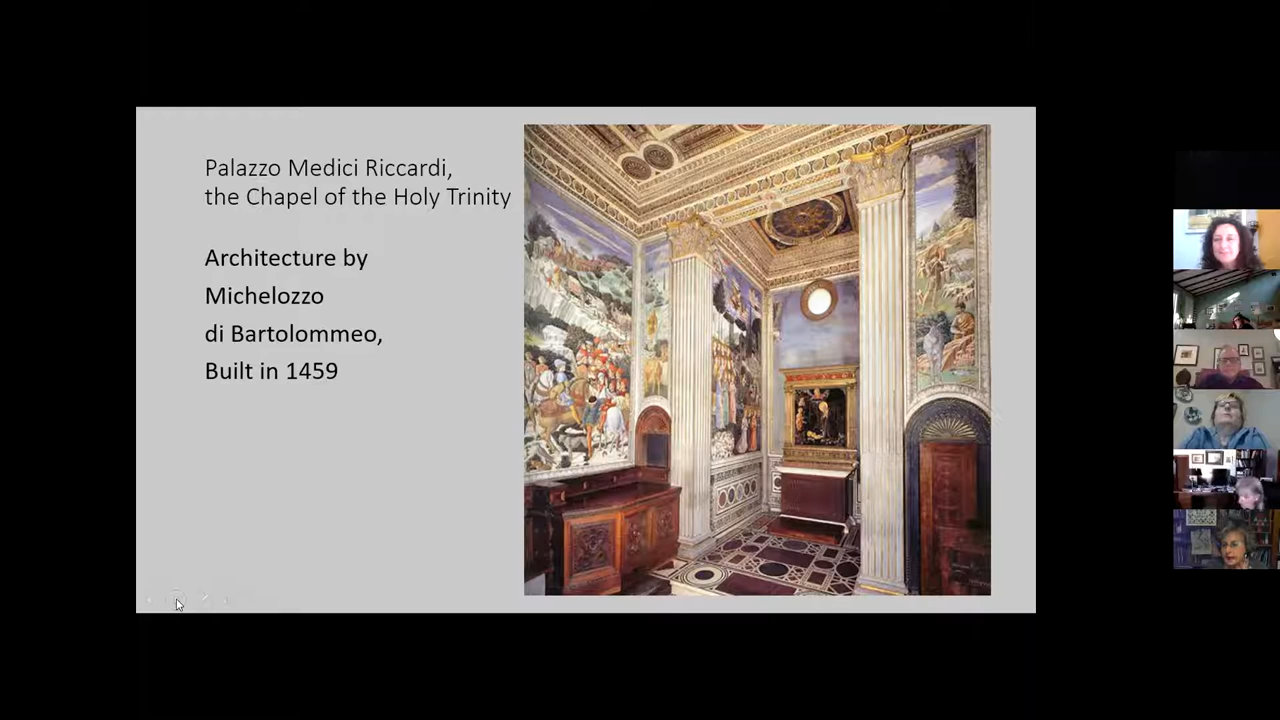 Palazzo Medici Riccardi,
the Chapel of the Holy Trinity
Architecture by
Michelozzo
di Bartolommeo,
Built in 1459